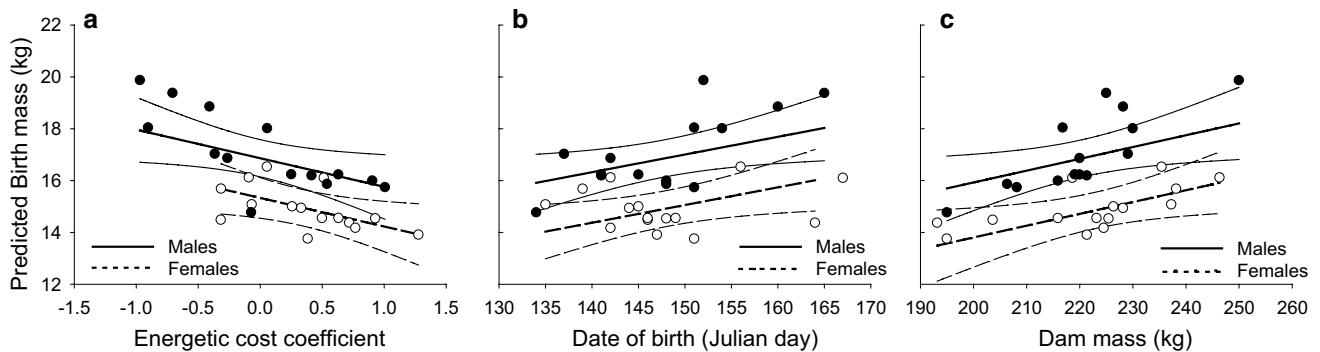 a
b
c
Predicted Birth mass (kg)
22
20
18
16
14
12
Males
Females
Males
Females
Males
Females
-1.5 -1.0 -0.5 0.0 0.5 1.0 1.5
135 140 145 150 155 160 165 170
190 200 210 220 230 240 250 260
Energetic cost coefficient
Date of birth (Julian day)
Dam mass (kg)